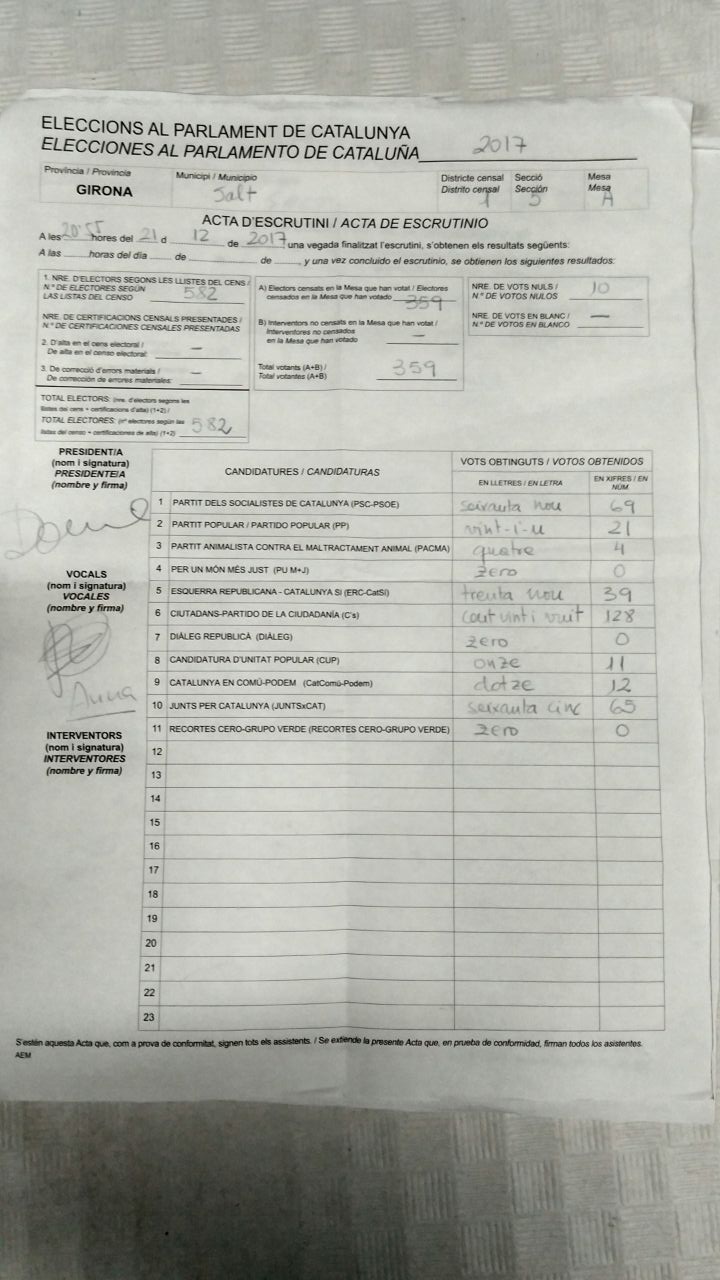 ELECCIONS AL PARLAMENT DE CATALUNYA
ELECCIONES AL PARLAMENTO DE CATALUÑA 2017
Província / Provincia Municipi / Municipio Districte censal Secció Mesa
GIRONA Salt Distrito censal 1 Sección 5 Mesa A
ACTA D'ESCRUTINI / ACTA DE ESCRUTINIO
A les 20'55 hores del 21 d 12 de 2017 una vegada finalitzat l'escrutini, s'obtenen els resultats següents:
A las ........horas del día ........ de .................... de ........, y una vez concluido el escrutinio, se obtienen los siguientes resultados:
1. NRE. D'ELECTORS SEGONS LES LLISTES DEL CENS /
N.º DE ELECTORES SEGÚN
LAS LISTAS DEL CENSO 582
NRE. DE CERTIFICACIONS CENSALS PRESENTADES /
N.º DE CERTIFICACIONES CENSALES PRESENTADAS
2. D'alta en el cens electoral /
De alta en el censo electoral: —
3. De correcció d'errors materials /
De corrección de errores materiales: —
TOTAL ELECTORS: (nre. d'electors segons les
llistes del cens + certificacions d'alta) (1+2) /
TOTAL ELECTORES: (nº electores según las
listas del censo + certificaciones de alta) (1+2) 582
A) Electors censats en la Mesa que han votat / Electores
censados en la Mesa que han votado 359
B) Interventors no censats en la Mesa que han votat /
Interventores no censados
en la Mesa que han votado —
Total votants (A+B) /
Total votantes (A+B) 359
NRE. DE VOTS NULS /
N.º DE VOTOS NULOS 10
NRE. DE VOTS EN BLANC /
N.º DE VOTOS EN BLANCO —
PRESIDENT/A
(nom i signatura)
PRESIDENTE/A
(nombre y firma)
VOCALS
(nom i signatura)
VOCALES
(nombre y firma)
Anna
INTERVENTORS
(nom i signatura)
INTERVENTORES
(nombre y firma)
CANDIDATURES / CANDIDATURAS VOTS OBTINGUTS / VOTOS OBTENIDOS
EN LLETRES / EN LETRA EN XIFRES / EN NÚM
1 PARTIT DELS SOCIALISTES DE CATALUNYA (PSC-PSOE) seixanta nou 69
2 PARTIT POPULAR / PARTIDO POPULAR (PP) vint-i-u 21
3 PARTIT ANIMALISTA CONTRA EL MALTRACTAMENT ANIMAL (PACMA) quatre 4
4 PER UN MÓN MÉS JUST (PU M+J) zero 0
5 ESQUERRA REPUBLICANA - CATALUNYA SÍ (ERC-CatSí) trenta nou 39
6 CIUTADANS-PARTIDO DE LA CIUDADANÍA (C's) cent vint i vuit 128
7 DIÀLEG REPUBLICÀ (DIÀLEG) zero 0
8 CANDIDATURA D'UNITAT POPULAR (CUP) onze 11
9 CATALUNYA EN COMÚ-PODEM (CatComú-Podem) dotze 12
10 JUNTS PER CATALUNYA (JUNTSxCAT) seixanta cinc 65
11 RECORTES CERO-GRUPO VERDE (RECORTES CERO-GRUPO VERDE) zero 0
12
13
14
15
16
17
18
19
20
21
22
23
S'estén aquesta Acta que, com a prova de conformitat, signen tots els assistents. / Se extiende la presente Acta que, en prueba de conformidad, firman todos los asistentes.
AEM